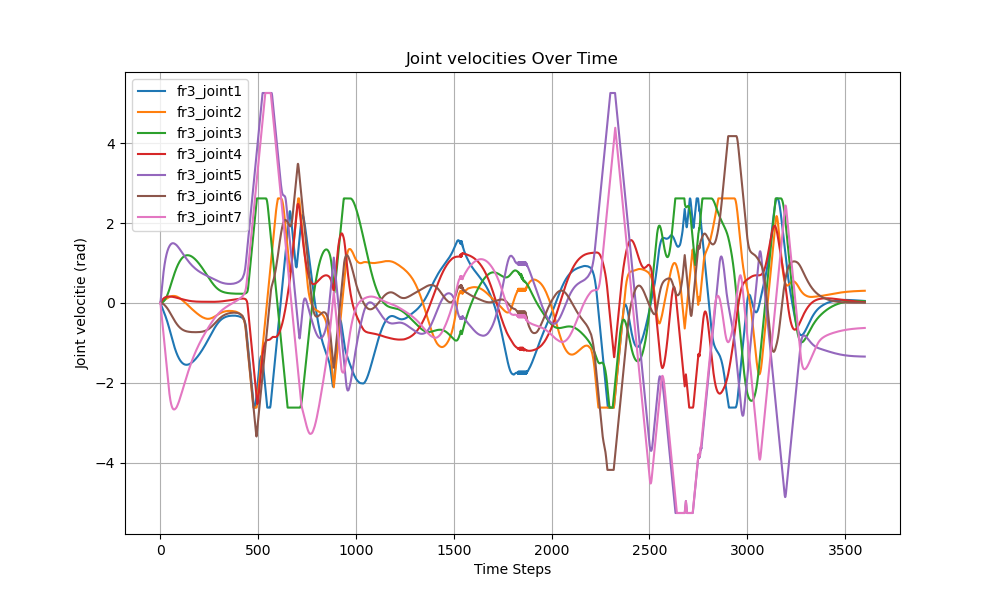 Joint velocities Over Time
fr3_joint1
fr3_joint2
fr3_joint3
fr3_joint4
fr3_joint5
fr3_joint6
fr3_joint7
Joint velocitie (rad)
4
2
0
−2
−4
0 500 1000 1500 2000 2500 3000 3500
Time Steps